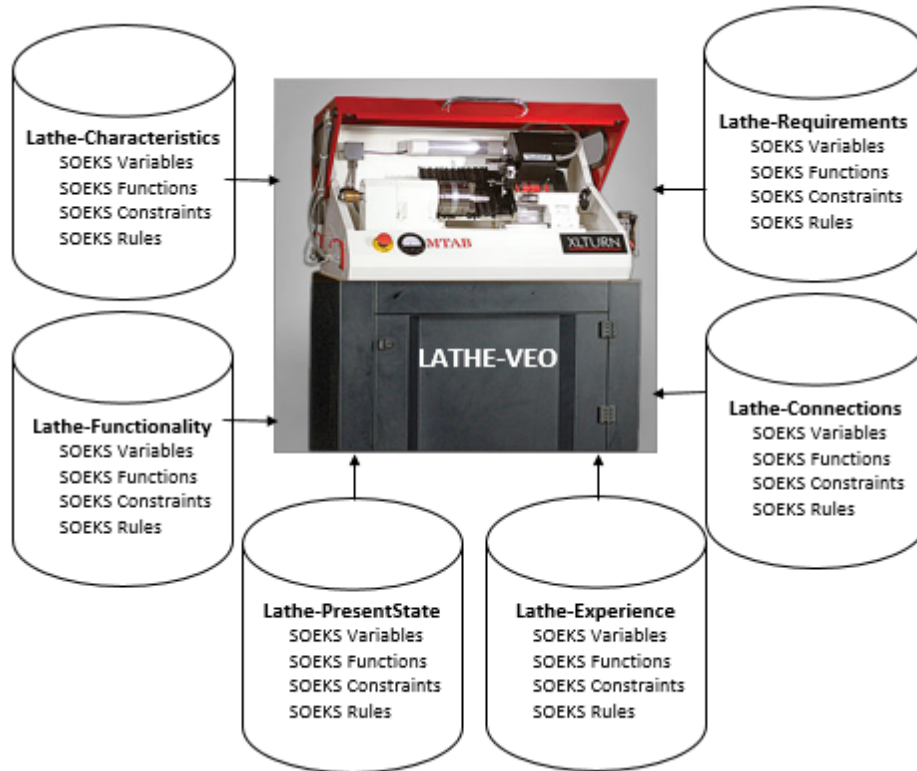 Lathe-Characteristics
SOEKS Variables
SOEKS Functions
SOEKS Constraints
SOEKS Rules
Lathe-Requirements
SOEKS Variables
SOEKS Functions
SOEKS Constraints
SOEKS Rules
MTAB
XLTURN
LATHE-VEO
Lathe-Functionality
SOEKS Variables
SOEKS Functions
SOEKS Constraints
SOEKS Rules
Lathe-Connections
SOEKS Variables
SOEKS Functions
SOEKS Constraints
SOEKS Rules
Lathe-PresentState
SOEKS Variables
SOEKS Functions
SOEKS Constraints
SOEKS Rules
Lathe-Experience
SOEKS Variables
SOEKS Functions
SOEKS Constraints
SOEKS Rules